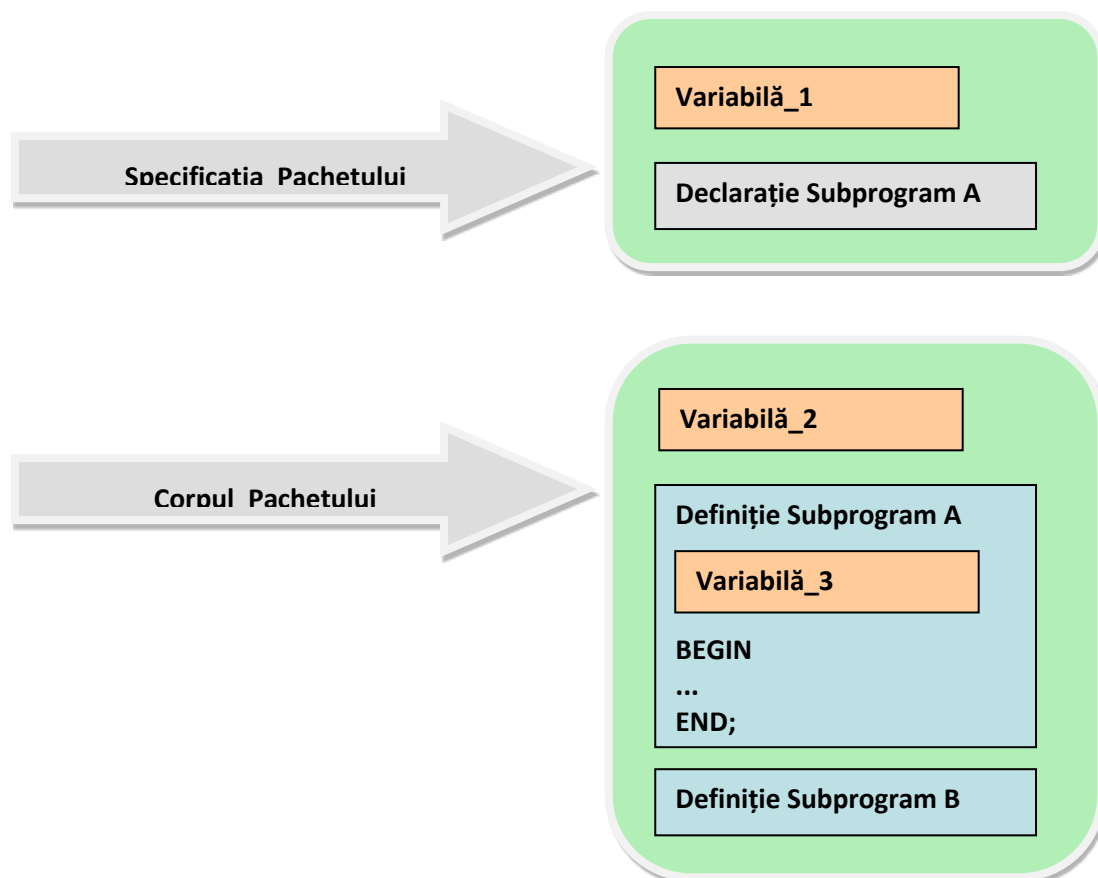 Variabilă_1
Specificatia Pachetului
Declarație Subprogram A
Variabilă_2
Corpul Pachetului
Definiție Subprogram A
Variabilă_3
BEGIN
...
END;
Definiție Subprogram B